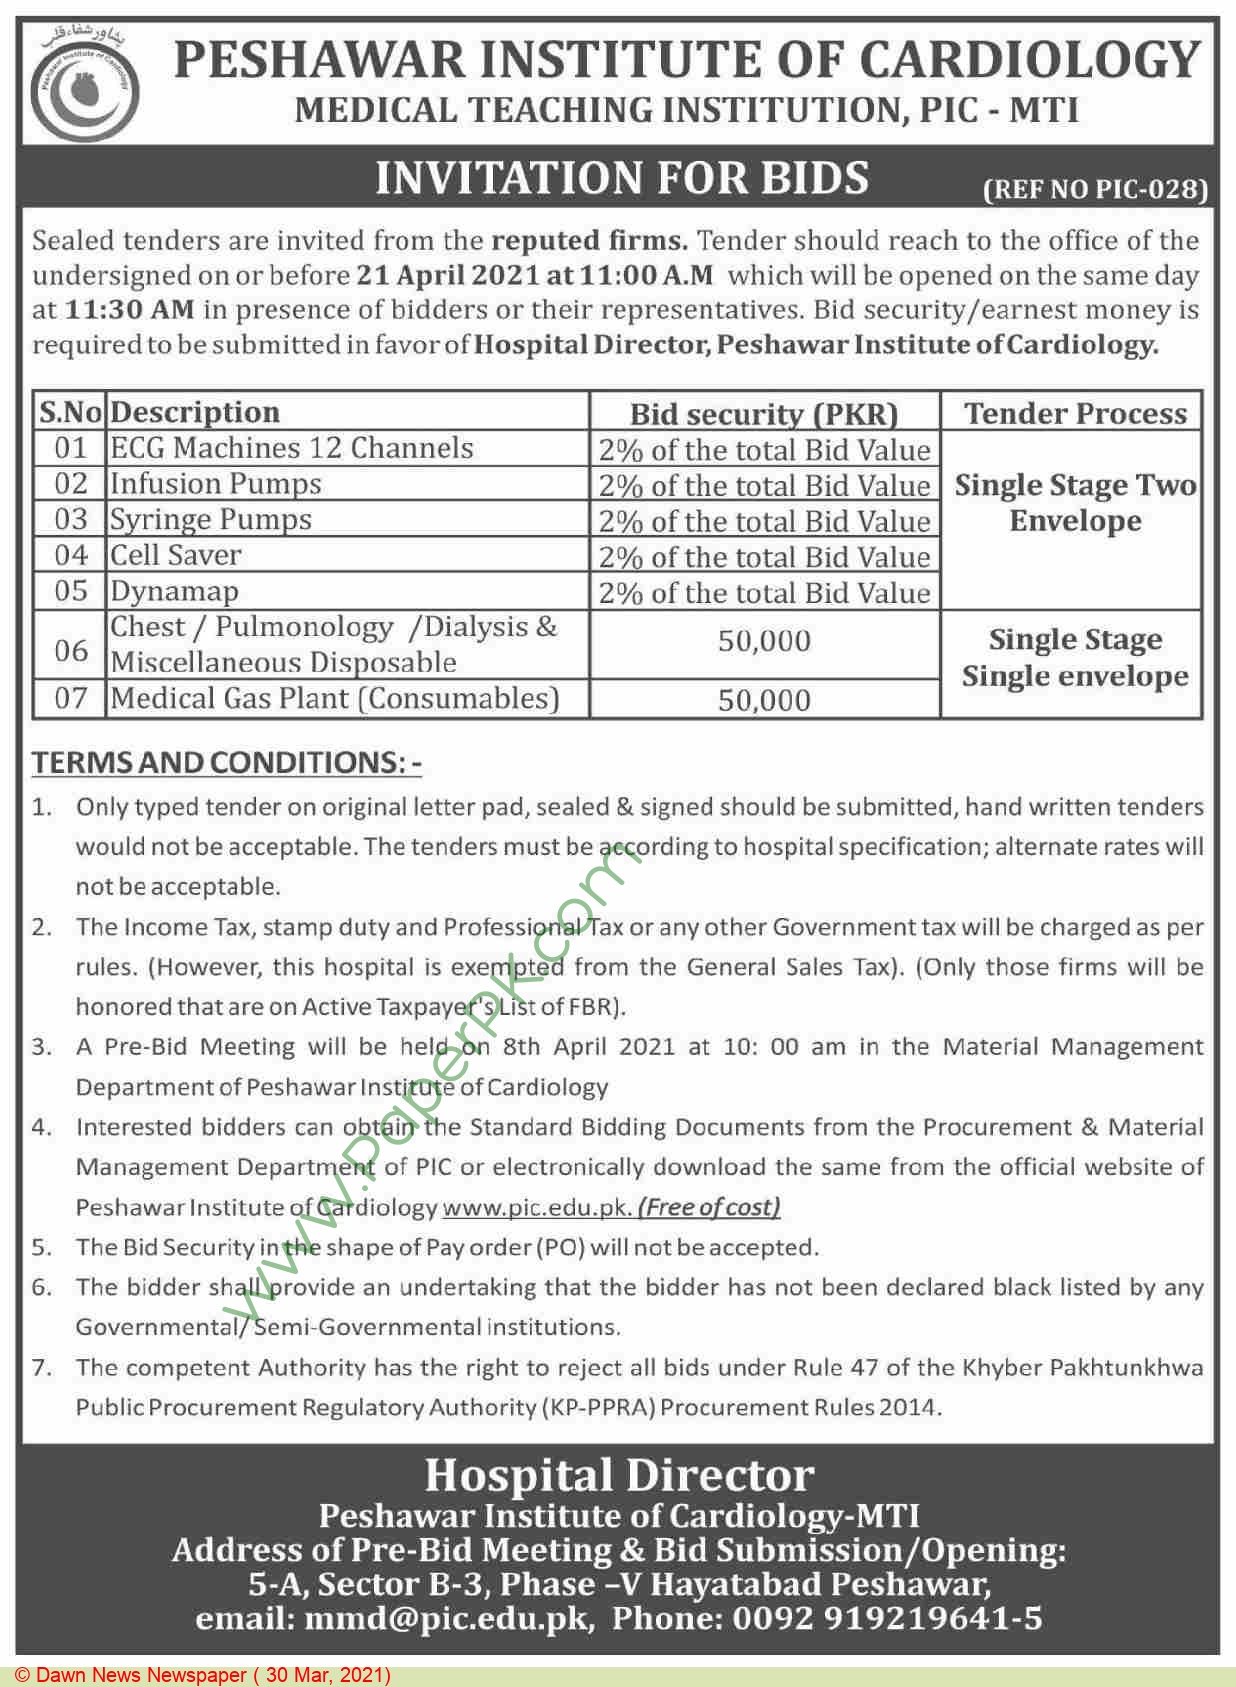 پشاور شفاء قلب
Peshawar Institute of Cardiology
PESHAWAR INSTITUTE OF CARDIOLOGY
MEDICAL TEACHING INSTITUTION, PIC - MTI
INVITATION FOR BIDS (REF NO PIC-028)
Sealed tenders are invited from the reputed firms. Tender should reach to the office of the
undersigned on or before 21 April 2021 at 11:00 A.M which will be opened on the same day
at 11:30 AM in presence of bidders or their representatives. Bid security/earnest money is
required to be submitted in favor of Hospital Director, Peshawar Institute of Cardiology.
S.No Description Bid security (PKR) Tender Process
01 ECG Machines 12 Channels 2% of the total Bid Value
02 Infusion Pumps 2% of the total Bid Value Single Stage Two
03 Syringe Pumps 2% of the total Bid Value Envelope
04 Cell Saver 2% of the total Bid Value
05 Dynamap 2% of the total Bid Value
06 Chest / Pulmonology /Dialysis & 50,000 Single Stage
Miscellaneous Disposable Single envelope
07 Medical Gas Plant (Consumables) 50,000
TERMS AND CONDITIONS: -
1. Only typed tender on original letter pad, sealed & signed should be submitted, hand written tenders
would not be acceptable. The tenders must be according to hospital specification; alternate rates will
not be acceptable.
2. The Income Tax, stamp duty and Professional Tax or any other Government tax will be charged as per
rules. (However, this hospital is exempted from the General Sales Tax). (Only those firms will be
honored that are on Active Taxpayer's List of FBR).
3. A Pre-Bid Meeting will be held on 8th April 2021 at 10: 00 am in the Material Management
Department of Peshawar Institute of Cardiology
4. Interested bidders can obtain the Standard Bidding Documents from the Procurement & Material
Management Department of PIC or electronically download the same from the official website of
Peshawar Institute of Cardiology www.pic.edu.pk. (Free of cost)
5. The Bid Security in the shape of Pay order (PO) will not be accepted.
6. The bidder shall provide an undertaking that the bidder has not been declared black listed by any
Governmental/ Semi-Governmental institutions.
7. The competent Authority has the right to reject all bids under Rule 47 of the Khyber Pakhtunkhwa
Public Procurement Regulatory Authority (KP-PPRA) Procurement Rules 2014.
www.PaperPK.com
Hospital Director
Peshawar Institute of Cardiology-MTI
Address of Pre-Bid Meeting & Bid Submission/Opening:
5-A, Sector B-3, Phase –V Hayatabad Peshawar,
email: mmd@pic.edu.pk, Phone: 0092 919219641-5
© Dawn News Newspaper ( 30 Mar, 2021)